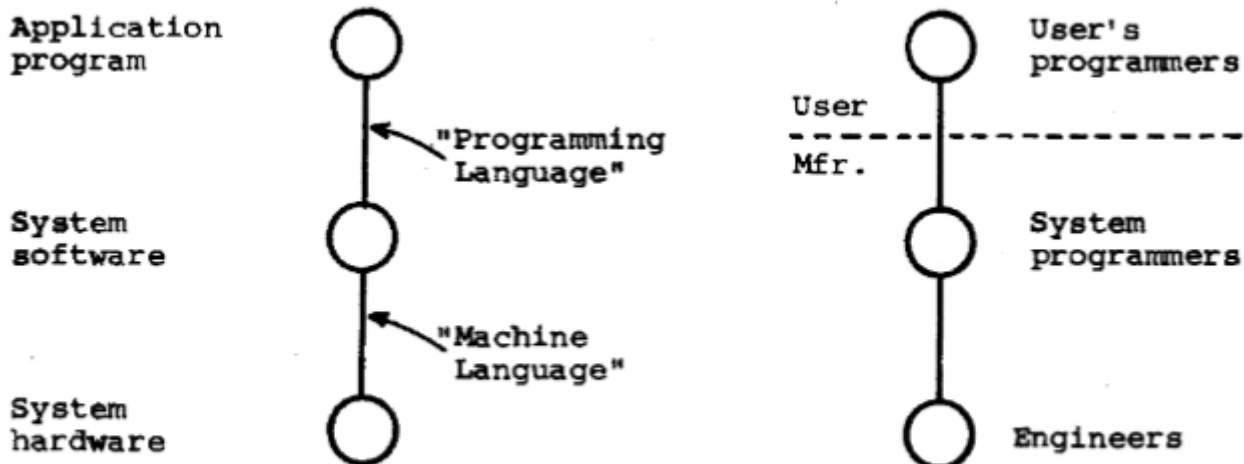 Application
program
"Programming
Language"
System
software
"Machine
Language"
System
hardware
User's
programmers
User
Mfr.
System
programmers
Engineers